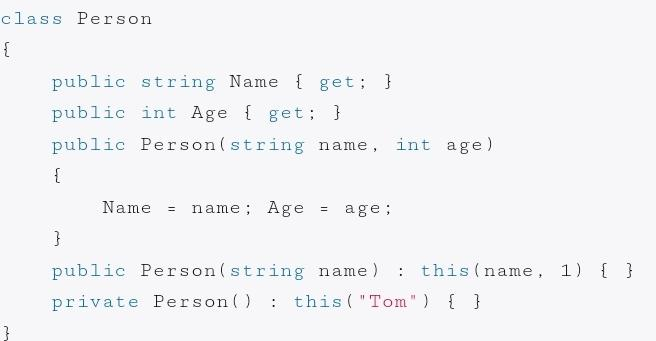 class Person
{
    public string Name { get; }
    public int Age { get; }
    public Person(string name, int age)
    {
        Name = name; Age = age;
    }
    public Person(string name) : this(name, 1) { }
    private Person() : this("Tom") { }
}